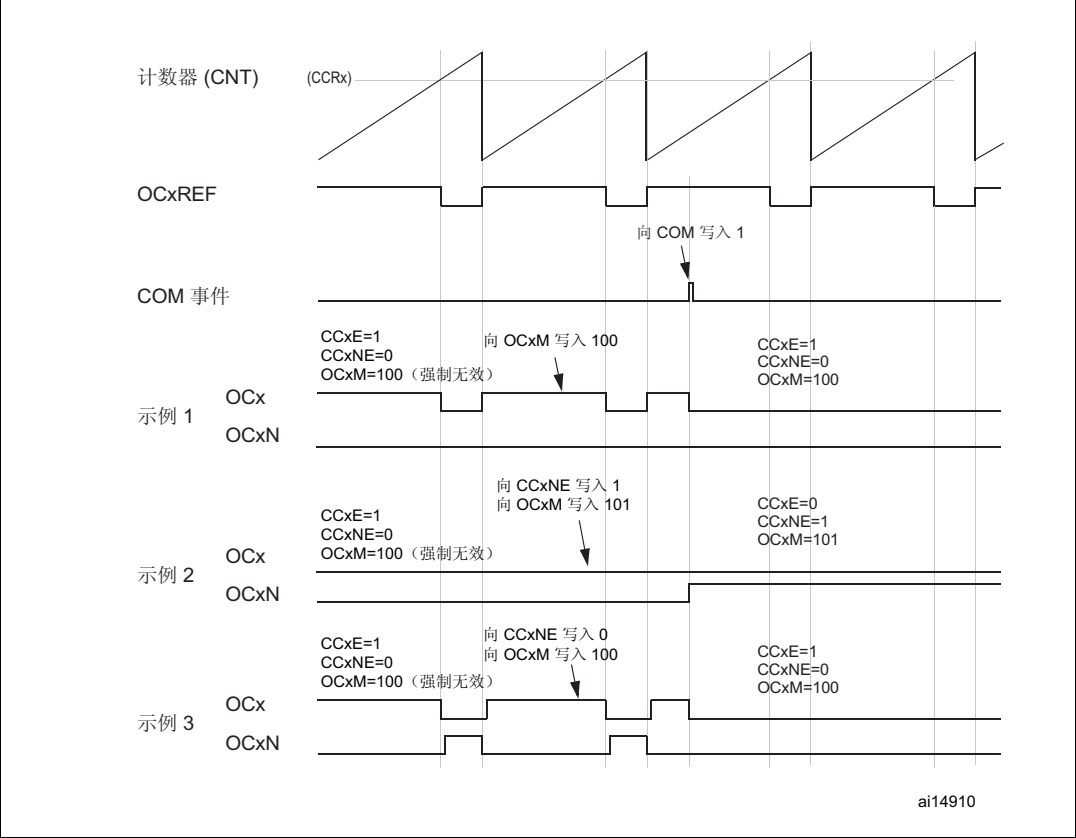 计数器 (CNT)
(CCRx)
OCxREF
向 COM 写入 1
COM 事件
CCxE=1
CCxNE=0
OCxM=100（强制无效）
向 OCxM 写入 100
CCxE=1
CCxNE=0
OCxM=100
示例 1
OCx
OCxN
向 CCxNE 写入 1
向 OCxM 写入 101
CCxE=1
CCxNE=0
OCxM=100（强制无效）
CCxE=0
CCxNE=1
OCxM=101
示例 2
OCx
OCxN
向 CCxNE 写入 0
向 OCxM 写入 100
CCxE=1
CCxNE=0
OCxM=100（强制无效）
CCxE=1
CCxNE=0
OCxM=100
示例 3
OCx
OCxN
ai14910